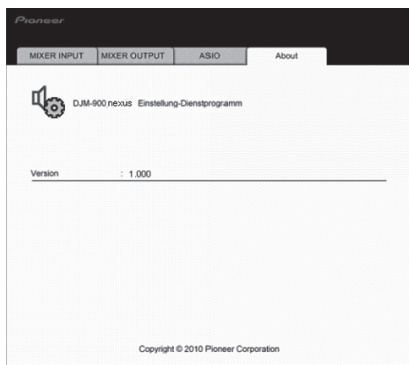 Pioneer
MIXER INPUT MIXER OUTPUT ASIO About
DJM-900 nexus Einstellung-Dienstprogramm
Version : 1.000
Copyright © 2010 Pioneer Corporation